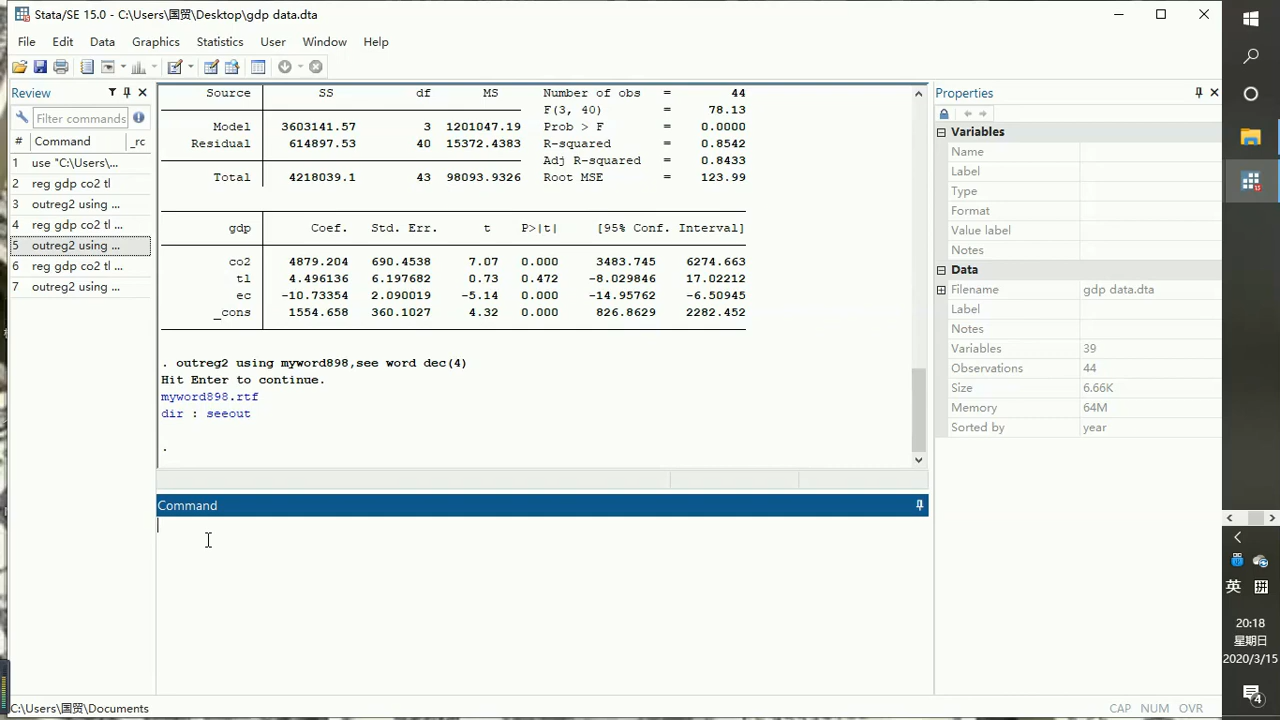 Stata/SE 15.0 - C:\Users\国贸\Desktop\gdp data.dta
File Edit Data Graphics Statistics User Window Help
Review
Filter commands
# Command _rc
1 use "C:\Users\...
2 reg gdp co2 tl
3 outreg2 using ...
4 reg gdp co2 tl ...
5 outreg2 using ...
6 reg gdp co2 tl ...
7 outreg2 using ...
Source SS df MS Number of obs = 44
F(3, 40) = 78.13
Model 3603141.57 3 1201047.19 Prob > F = 0.0000
Residual 614897.53 40 15372.4383 R-squared = 0.8542
Adj R-squared = 0.8433
Total 4218039.1 43 98093.9326 Root MSE = 123.99
gdp Coef. Std. Err. t P>|t| [95% Conf. Interval]
co2 4879.204 690.4538 7.07 0.000 3483.745 6274.663
tl 4.496136 6.197682 0.73 0.472 -8.029846 17.02212
ec -10.73354 2.090019 -5.14 0.000 -14.95762 -6.50945
_cons 1554.658 360.1027 4.32 0.000 826.8629 2282.452
. outreg2 using myword898,see word dec(4)
Hit Enter to continue.
myword898.rtf
dir : seeout
.
Command
Properties
Variables
Name
Label
Type
Format
Value label
Notes
Data
Filename gdp data.dta
Label
Notes
Variables 39
Observations 44
Size 6.66K
Memory 64M
Sorted by year
C:\Users\国贸\Documents
CAP NUM OVR
英 拼
20:18
星期日
2020/3/15
4